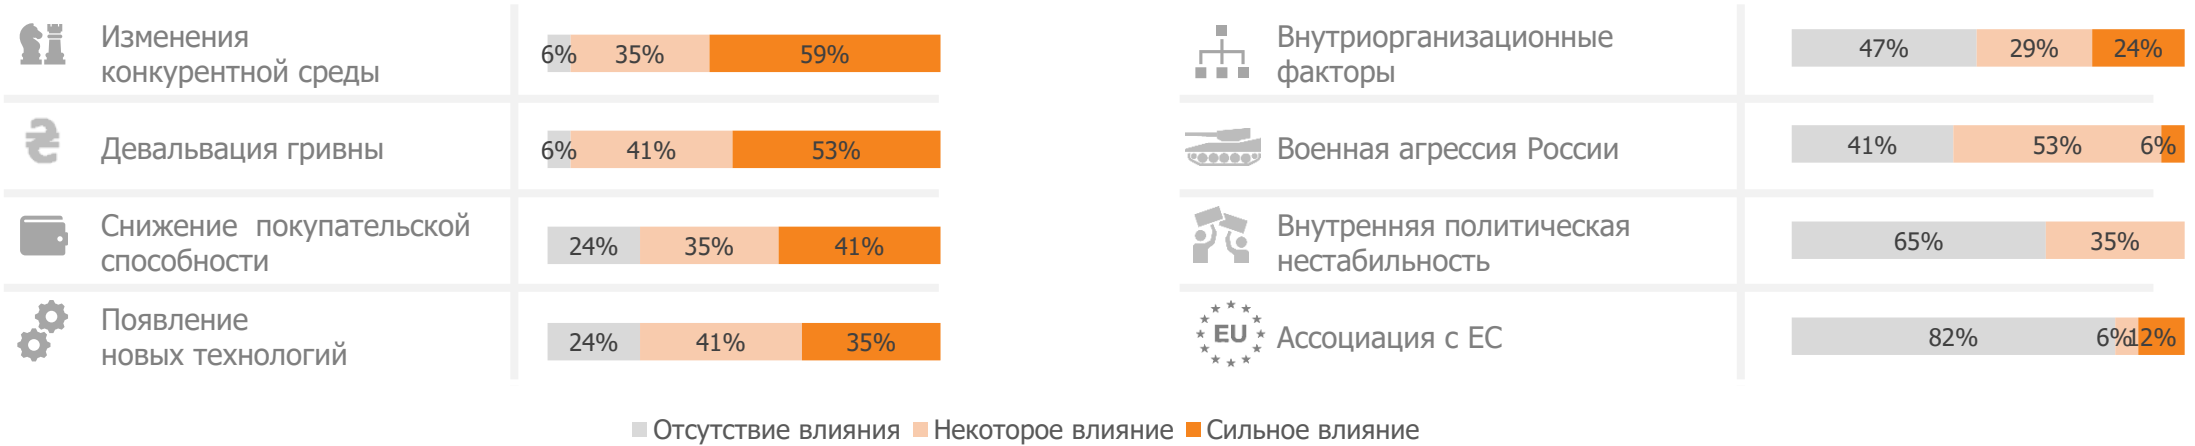 Изменения
конкурентной среды
6% 35% 59%
Девальвация гривны
6% 41% 53%
Снижение покупательской
способности
24% 35% 41%
Появление
новых технологий
24% 41% 35%
Внутриорганизационные
факторы
47% 29% 24%
Военная агрессия России
41% 53% 6%
Внутренняя политическая
нестабильность
65% 35%
EU
Ассоциация с ЕС
82% 6% 12%
Отсутствие влияния Некоторое влияние Сильное влияние